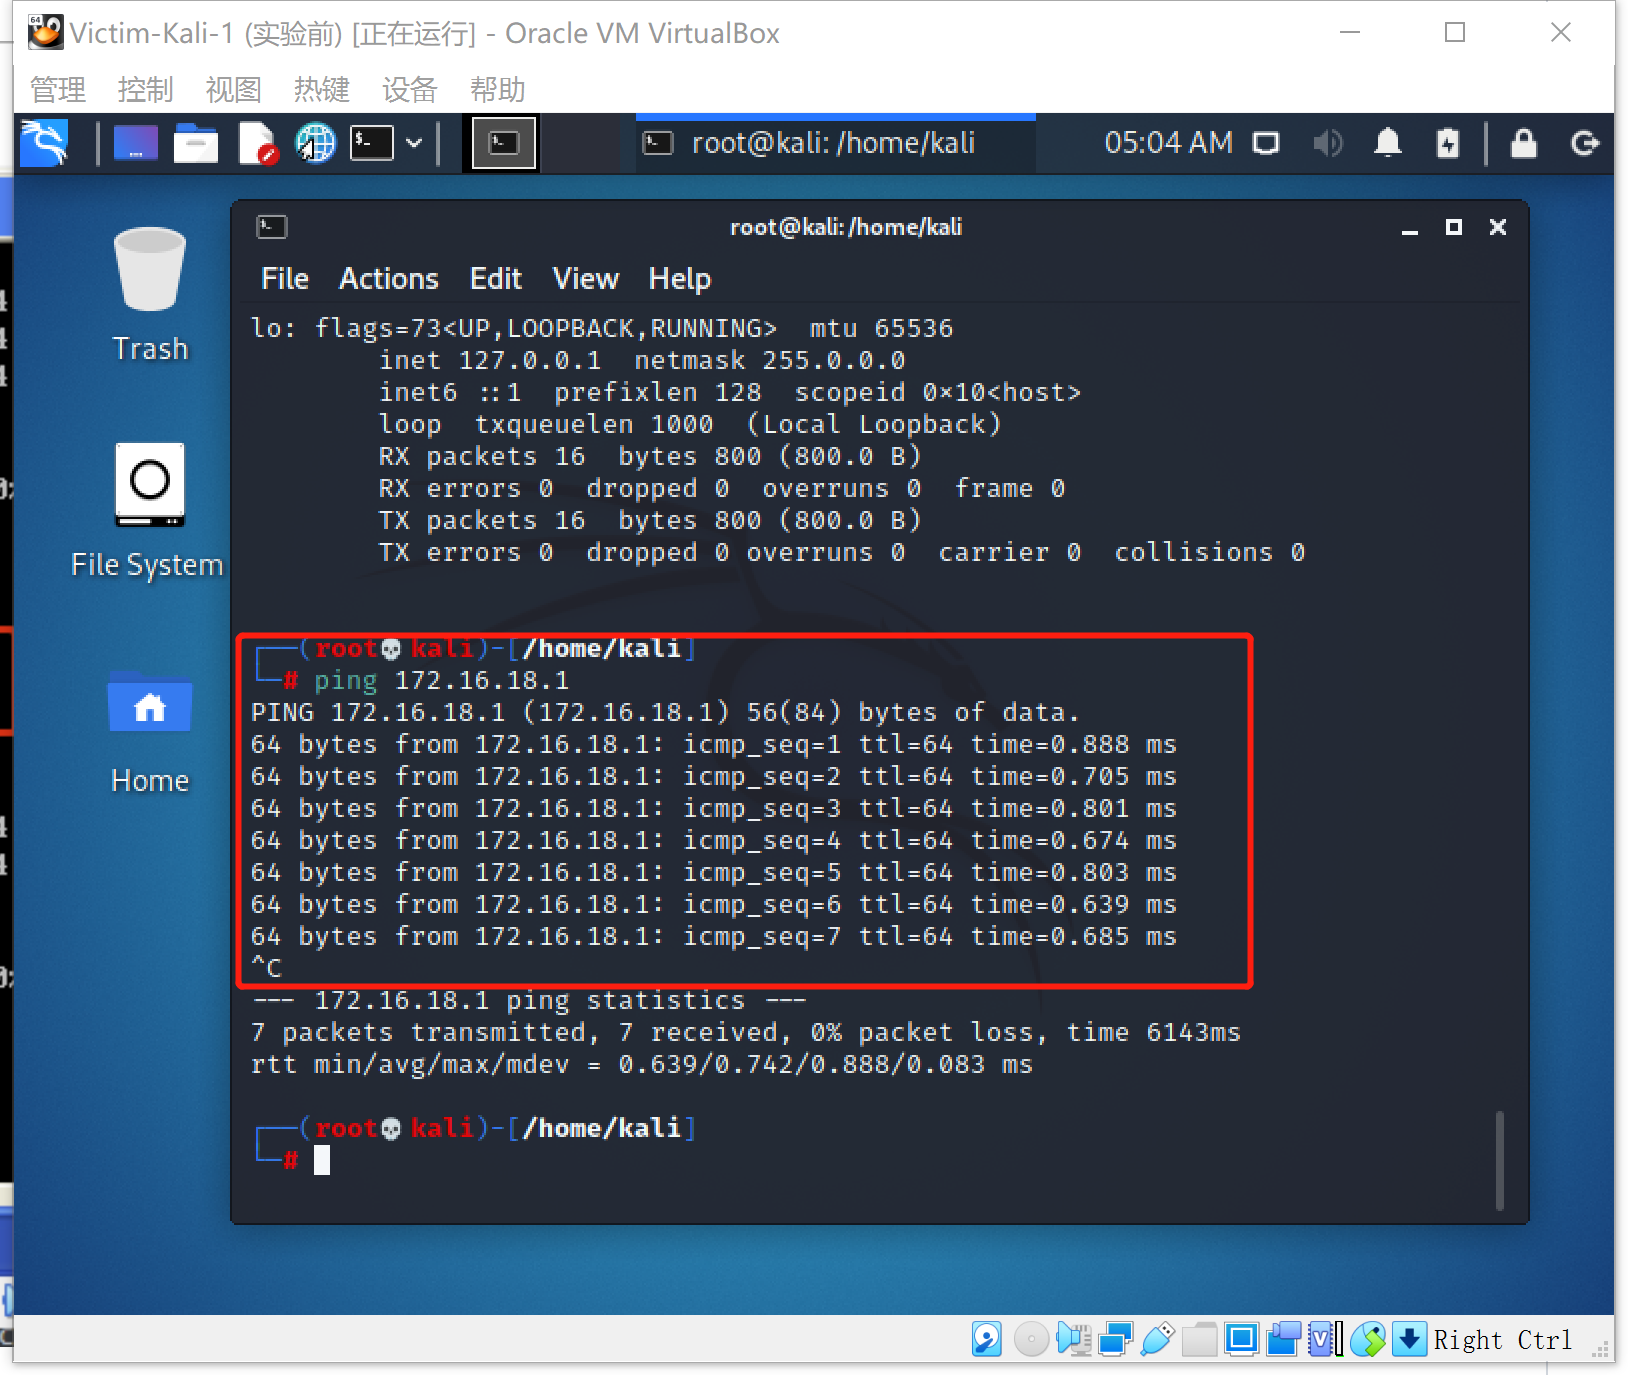 Victim-Kali-1 (实验前) [正在运行] - Oracle VM VirtualBox
管理 控制 视图 热键 设备 帮助
root@kali: /home/kali 05:04 AM
root@kali: /home/kali
File Actions Edit View Help
Trash
File System
Home
lo: flags=73<UP,LOOPBACK,RUNNING>  mtu 65536
inet 127.0.0.1  netmask 255.0.0.0
inet6 ::1  prefixlen 128  scopeid 0×10<host>
loop  txqueuelen 1000  (Local Loopback)
RX packets 16  bytes 800 (800.0 B)
RX errors 0  dropped 0  overruns 0  frame 0
TX packets 16  bytes 800 (800.0 B)
TX errors 0  dropped 0 overruns 0  carrier 0  collisions 0
┌──(root💀kali)-[/home/kali]
└─# ping 172.16.18.1
PING 172.16.18.1 (172.16.18.1) 56(84) bytes of data.
64 bytes from 172.16.18.1: icmp_seq=1 ttl=64 time=0.888 ms
64 bytes from 172.16.18.1: icmp_seq=2 ttl=64 time=0.705 ms
64 bytes from 172.16.18.1: icmp_seq=3 ttl=64 time=0.801 ms
64 bytes from 172.16.18.1: icmp_seq=4 ttl=64 time=0.674 ms
64 bytes from 172.16.18.1: icmp_seq=5 ttl=64 time=0.803 ms
64 bytes from 172.16.18.1: icmp_seq=6 ttl=64 time=0.639 ms
64 bytes from 172.16.18.1: icmp_seq=7 ttl=64 time=0.685 ms
^C
--- 172.16.18.1 ping statistics ---
7 packets transmitted, 7 received, 0% packet loss, time 6143ms
rtt min/avg/max/mdev = 0.639/0.742/0.888/0.083 ms
┌──(root💀kali)-[/home/kali]
└─#
Right Ctrl